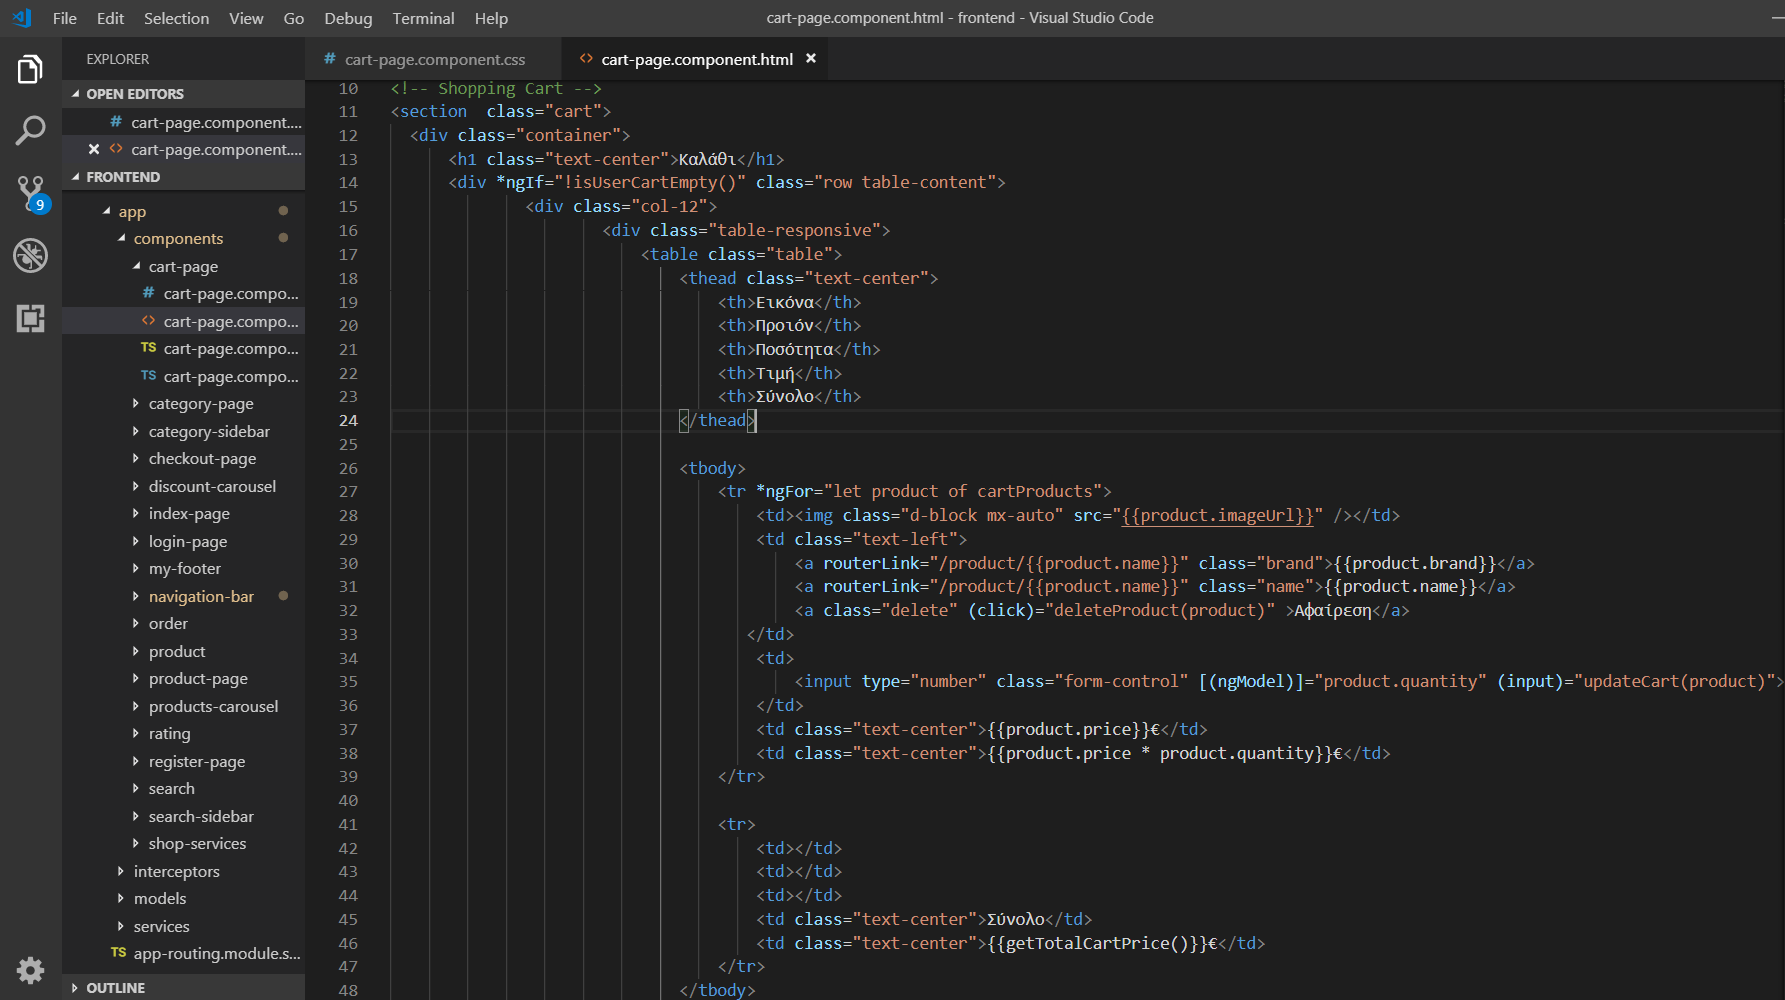 File Edit Selection View Go Debug Terminal Help
cart-page.component.html - frontend - Visual Studio Code
EXPLORER
OPEN EDITORS
# cart-page.component....
<> cart-page.component....
FRONTEND
9
app
components
cart-page
# cart-page.compo...
<> cart-page.compo...
TS cart-page.compo...
TS cart-page.compo...
category-page
category-sidebar
checkout-page
discount-carousel
index-page
login-page
my-footer
navigation-bar
order
product
product-page
products-carousel
rating
register-page
search
search-sidebar
shop-services
interceptors
models
services
TS app-routing.module.s...
OUTLINE
# cart-page.component.css
<> cart-page.component.html
10 <!-- Shopping Cart -->
11 <section  class="cart">
12 <div class="container">
13 <h1 class="text-center">Καλάθι</h1>
14 <div *ngIf="!isUserCartEmpty()" class="row table-content">
15 <div class="col-12">
16 <div class="table-responsive">
17 <table class="table">
18 <thead class="text-center">
19 <th>Εικόνα</th>
20 <th>Προιόν</th>
21 <th>Ποσότητα</th>
22 <th>Τιμή</th>
23 <th>Σύνολο</th>
24 </thead>
25
26 <tbody>
27 <tr *ngFor="let product of cartProducts">
28 <td><img class="d-block mx-auto" src="{{product.imageUrl}}" /></td>
29 <td class="text-left">
30 <a routerLink="/product/{{product.name}}" class="brand">{{product.brand}}</a>
31 <a routerLink="/product/{{product.name}}" class="name">{{product.name}}</a>
32 <a class="delete" (click)="deleteProduct(product)" >Αφαίρεση</a>
33 </td>
34 <td>
35 <input type="number" class="form-control" [(ngModel)]="product.quantity" (input)="updateCart(product)">
36 </td>
37 <td class="text-center">{{product.price}}€</td>
38 <td class="text-center">{{product.price * product.quantity}}€</td>
39 </tr>
40
41 <tr>
42 <td></td>
43 <td></td>
44 <td></td>
45 <td class="text-center">Σύνολο</td>
46 <td class="text-center">{{getTotalCartPrice()}}€</td>
47 </tr>
48 </tbody>